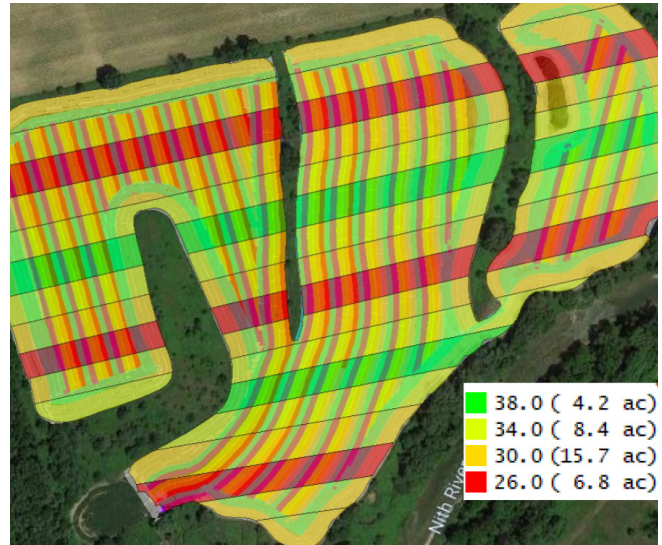 38.0 ( 4.2 ac)
34.0 ( 8.4 ac)
30.0 (15.7 ac)
26.0 ( 6.8 ac)
Nith River